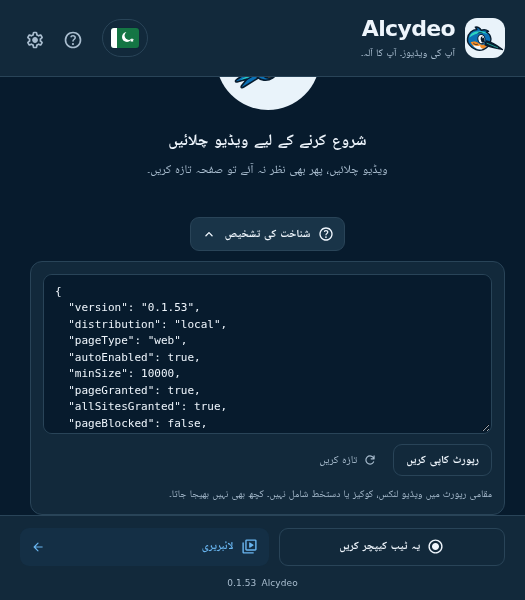 Alcydeo
آپ کی ویڈیوز۔ آپ کا آلہ۔
شروع کرنے کے لیے ویڈیو چلائیں
ویڈیو چلائیں، پھر بھی نظر نہ آئے تو صفحہ تازہ کریں۔
شناخت کی تشخیص
{
"version": "0.1.53",
"distribution": "local",
"pageType": "web",
"autoEnabled": true,
"minSize": 10000,
"pageGranted": true,
"allSitesGranted": true,
"pageBlocked": false,
رپورٹ کاپی کریں
تازہ کریں
مقامی رپورٹ میں ویڈیو لنکس، کوکیز یا دستخط شامل نہیں۔ کچھ بھی نہیں بھیجا جاتا۔
یہ ٹیب کیپچر کریں
لائبریری
0.1.53 Alcydeo